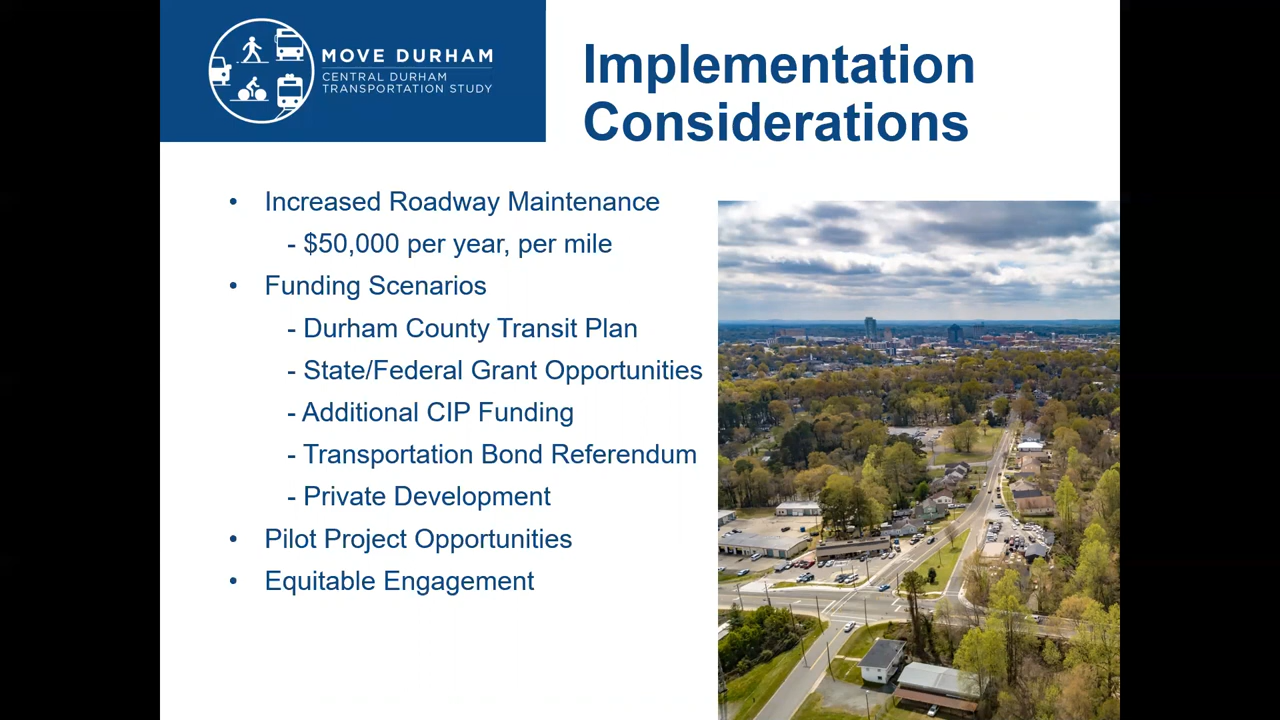 MOVE DURHAM
CENTRAL DURHAM
TRANSPORTATION STUDY
Implementation
Considerations
• Increased Roadway Maintenance
- $50,000 per year, per mile
• Funding Scenarios
- Durham County Transit Plan
- State/Federal Grant Opportunities
- Additional CIP Funding
- Transportation Bond Referendum
- Private Development
• Pilot Project Opportunities
• Equitable Engagement